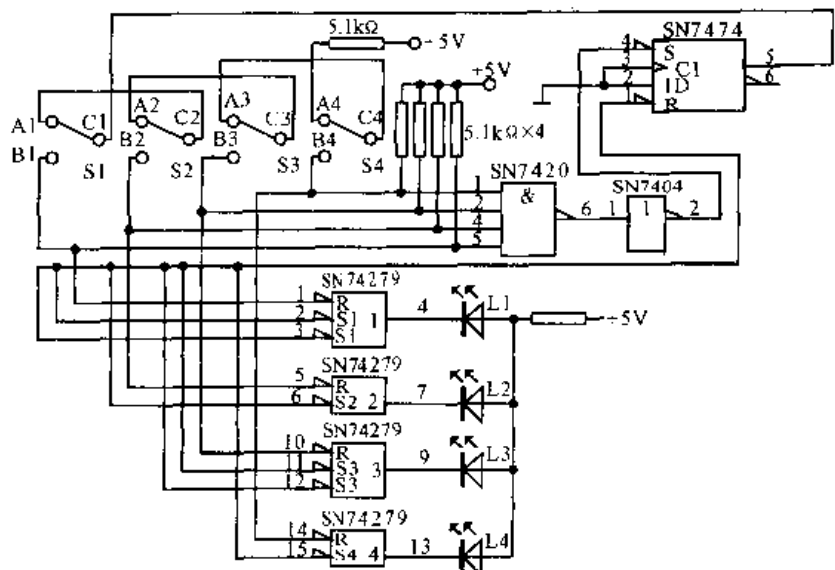 5.1kΩ
+5V
SN7474
4
S
3
C1
2
1D
1
R
5
6
A1
C1
A2
C2
A3
C3
A4
C4
+5V
B1
S1
B2
S2
B3
S3
B4
S4
5.1kΩ×4
SN7420
1
2
4
5
&
6
SN7404
1
1
2
SN74279
1
R
2
S1
3
S1
1
4
L1
+5V
SN74279
5
R
6
S2
2
7
L2
SN74279
10
R
11
S3
12
S3
3
9
L3
SN74279
14
R
15
S4
4
13
L4